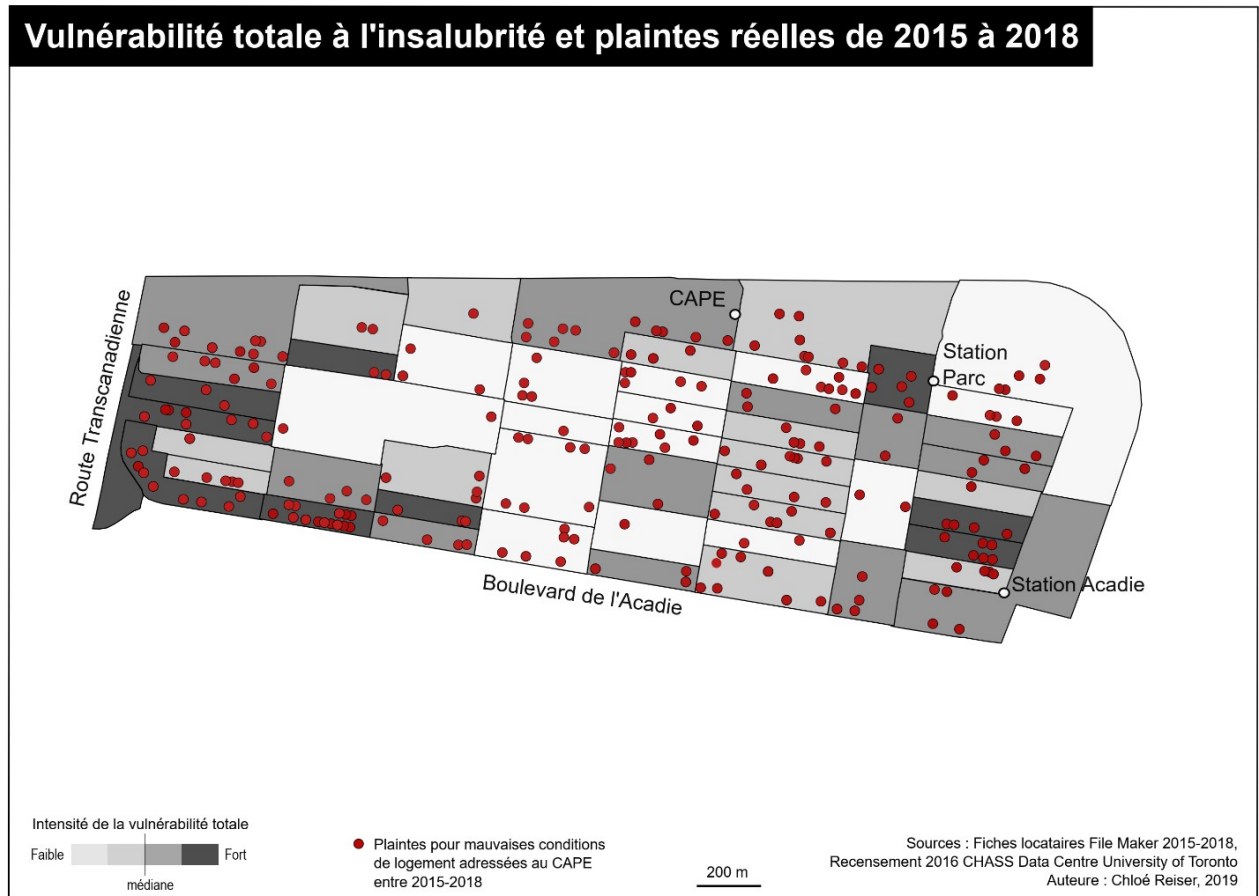 Vulnérabilité totale à l'insalubrité et plaintes réelles de 2015 à 2018
Route Transcanadienne
CAPE
Station
Parc
Station Acadie
Boulevard de l'Acadie
Intensité de la vulnérabilité totale
Faible
Fort
médiane
Plaintes pour mauvaises conditions
de logement adressées au CAPE
entre 2015-2018
200 m
Sources : Fiches locataires File Maker 2015-2018,
Recensement 2016 CHASS Data Centre University of Toronto
Auteure : Chloé Reiser, 2019